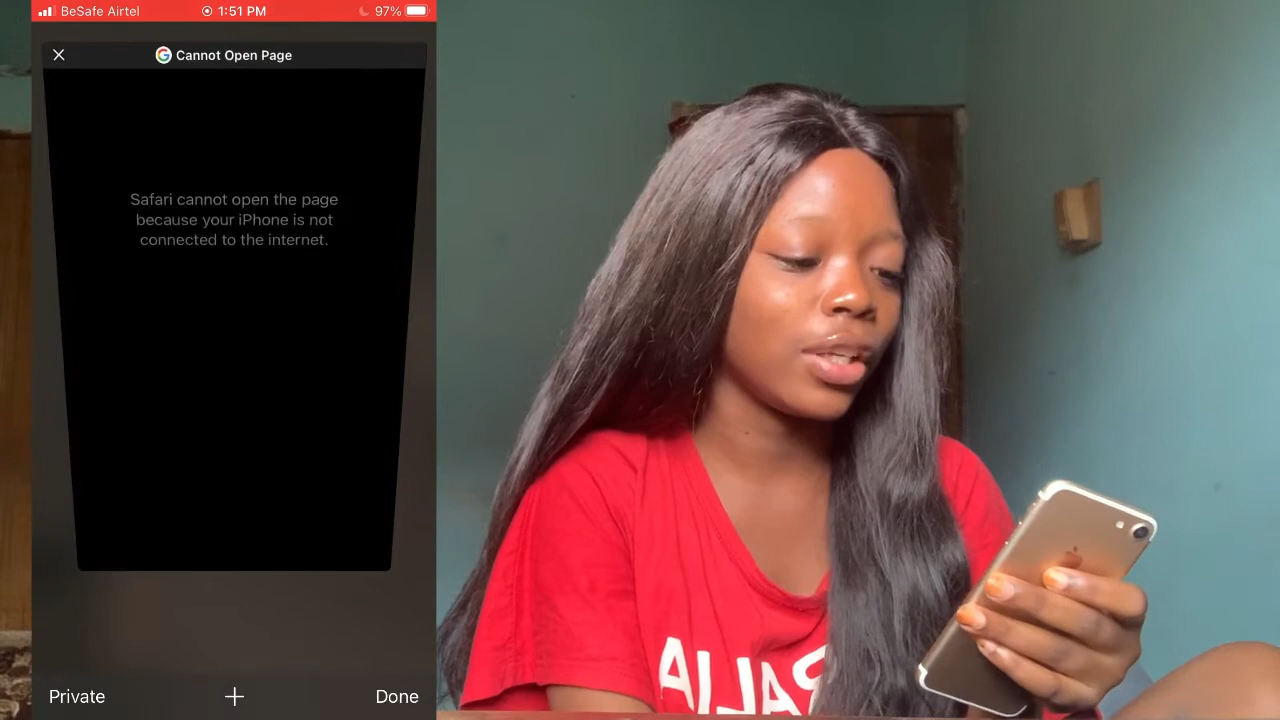 BeSafe Airtel
1:51 PM
97%
Cannot Open Page
Safari cannot open the page
because your iPhone is not
connected to the internet.
Private
Done